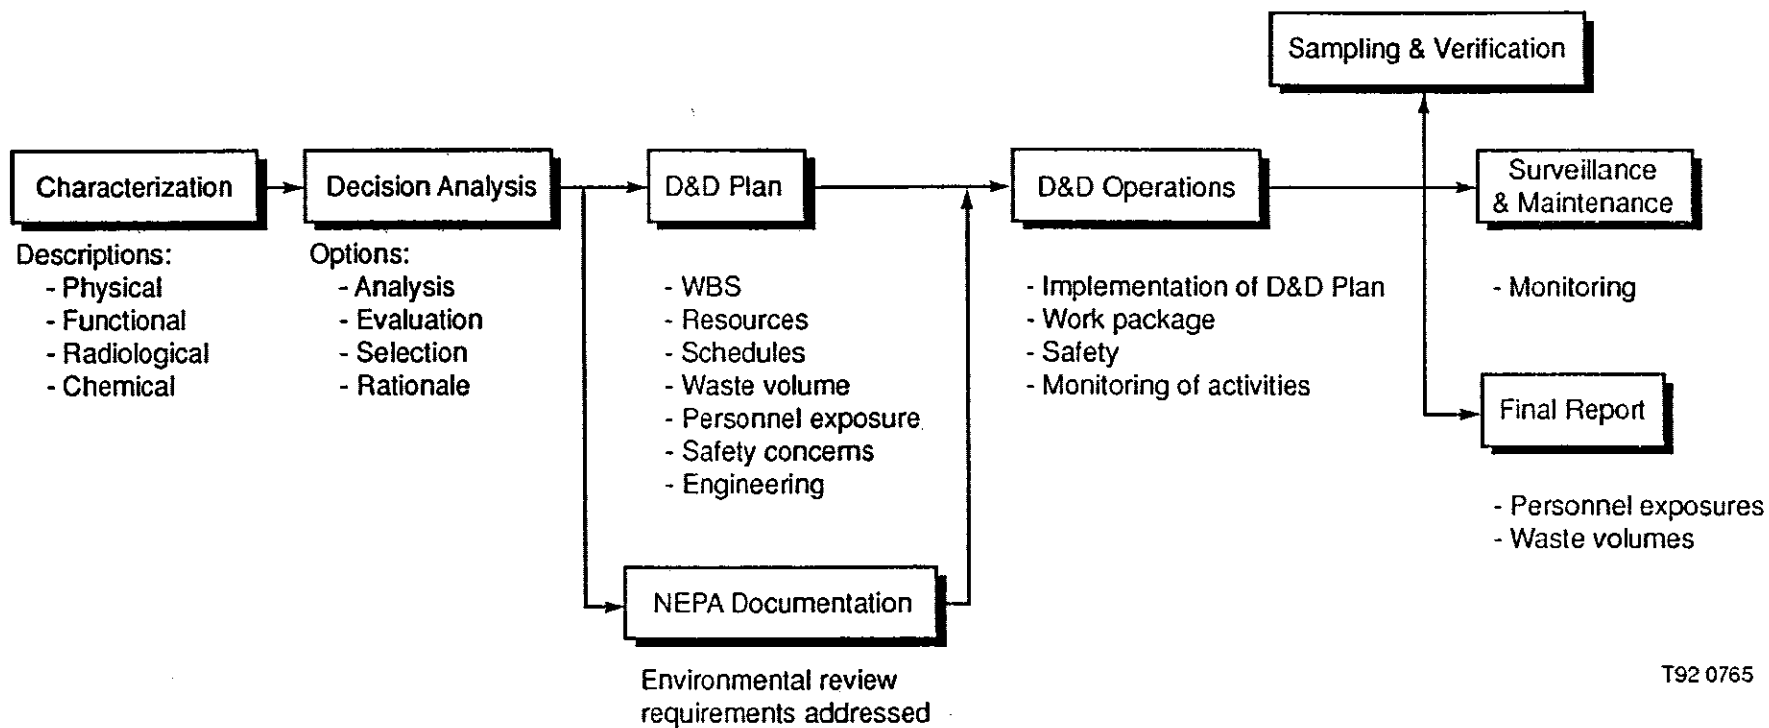 Sampling & Verification
Characterization
Descriptions:
- Physical
- Functional
- Radiological
- Chemical
Decision Analysis
Options:
- Analysis
- Evaluation
- Selection
- Rationale
D&D Plan
- WBS
- Resources
- Schedules
- Waste volume
- Personnel exposure
- Safety concerns
- Engineering
NEPA Documentation
Environmental review
requirements addressed
D&D Operations
- Implementation of D&D Plan
- Work package
- Safety
- Monitoring of activities
Surveillance
& Maintenance
- Monitoring
Final Report
- Personnel exposures
- Waste volumes
T92 0765